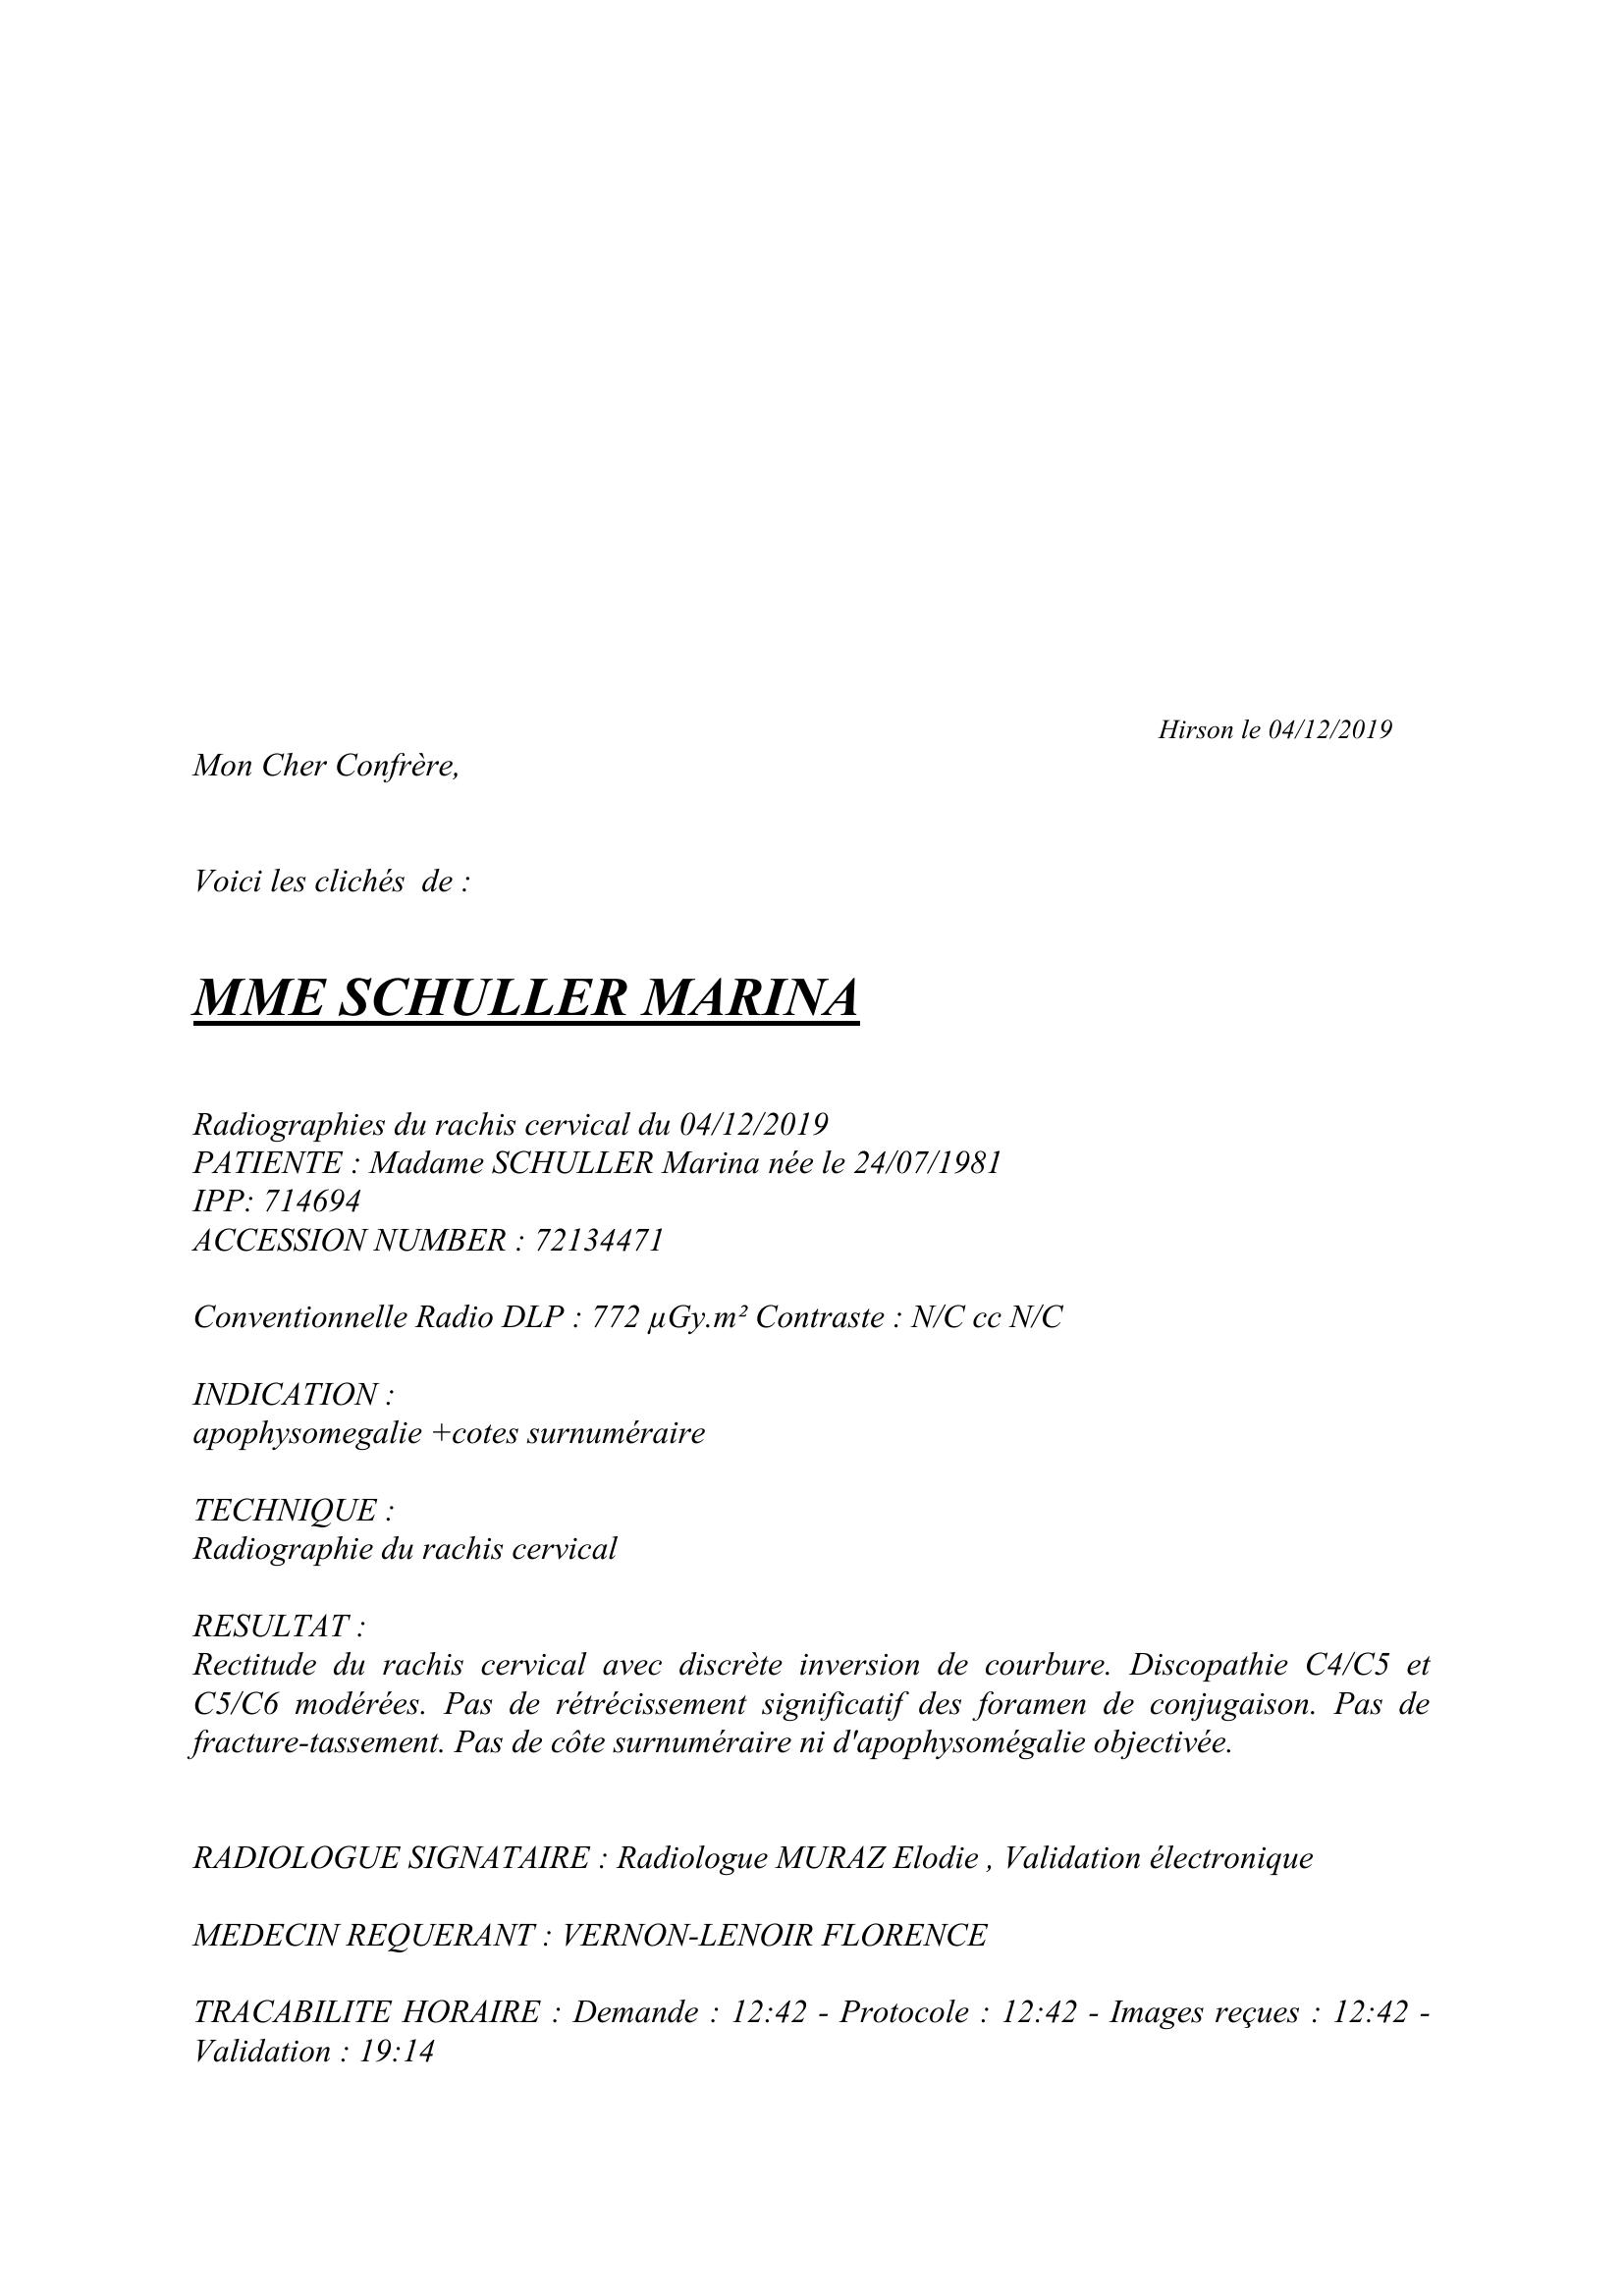 Hirson le 04/12/2019
Mon Cher Confrère,
Voici les clichés  de :
MME SCHULLER MARINA
Radiographies du rachis cervical du 04/12/2019
PATIENTE : Madame SCHULLER Marina née le 24/07/1981
IPP: 714694
ACCESSION NUMBER : 72134471
Conventionnelle Radio DLP : 772 µGy.m² Contraste : N/C cc N/C
INDICATION :
apophysomegalie +cotes surnuméraire
TECHNIQUE :
Radiographie du rachis cervical
RESULTAT :
Rectitude du rachis cervical avec discrète inversion de courbure. Discopathie C4/C5 et
C5/C6 modérées. Pas de rétrécissement significatif des foramen de conjugaison. Pas de
fracture-tassement. Pas de côte surnuméraire ni d'apophysomégalie objectivée.
RADIOLOGUE SIGNATAIRE : Radiologue MURAZ Elodie , Validation électronique
MEDECIN REQUERANT : VERNON-LENOIR FLORENCE
TRACABILITE HORAIRE : Demande : 12:42 - Protocole : 12:42 - Images reçues : 12:42 -
Validation : 19:14